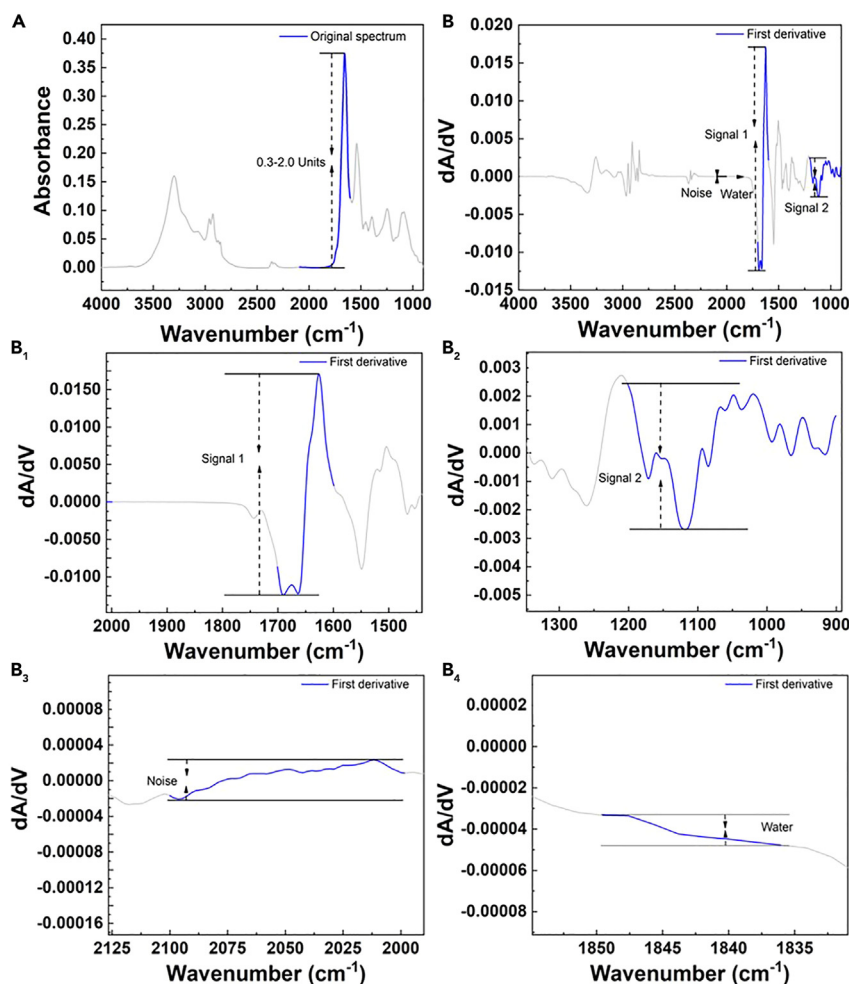 A
Original spectrum
0.40
0.35
0.30
0.25
0.20
0.15
0.10
0.05
0.00
Absorbance
0.3-2.0 Units
4000 3500 3000 2500 2000 1500 1000
Wavenumber (cm-1)
B
First derivative
0.020
0.015
0.010
0.005
0.000
-0.005
-0.010
-0.015
dA/dV
Signal 1
Noise
Water
Signal 2
4000 3500 3000 2500 2000 1500 1000
Wavenumber (cm-1)
B1
First derivative
0.0150
0.0100
0.0050
0.0000
-0.0050
-0.0100
dA/dV
Signal 1
2000 1900 1800 1700 1600 1500
Wavenumber (cm-1)
B2
First derivative
0.003
0.002
0.001
0.000
-0.001
-0.002
-0.003
-0.004
-0.005
dA/dV
Signal 2
1300 1200 1100 1000 900
Wavenumber (cm-1)
B3
First derivative
0.00008
0.00004
0.00000
-0.00004
-0.00008
-0.00012
-0.00016
dA/dV
Noise
2125 2100 2075 2050 2025 2000
Wavenumber (cm-1)
B4
First derivative
0.00002
0.00000
-0.00002
-0.00004
-0.00006
-0.00008
dA/dV
Water
1850 1845 1840 1835
Wavenumber (cm-1)